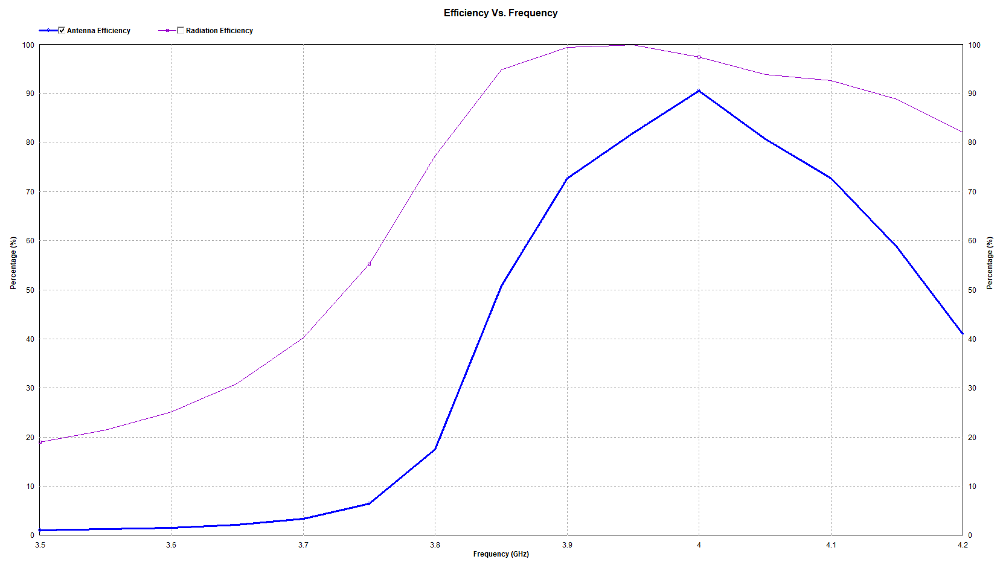 Efficiency Vs. Frequency
Antenna Efficiency Radiation Efficiency
100 100
90 90
80 80
70 70
60 60
Percentage (%) Percentage (%)
50 50
40 40
30 30
20 20
10 10
0 0
3.5 3.6 3.7 3.8 3.9 4 4.1 4.2
Frequency (GHz)